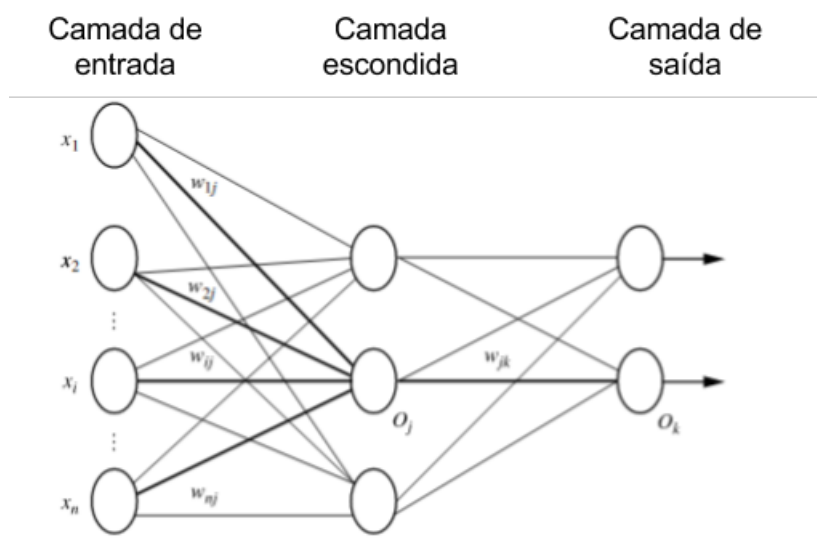 Camada de entrada
Camada escondida
Camada de saída
x1
w1j
x2
w2j
⋮
wij
xi
wjk
Oj
Ok
⋮
wnj
xn